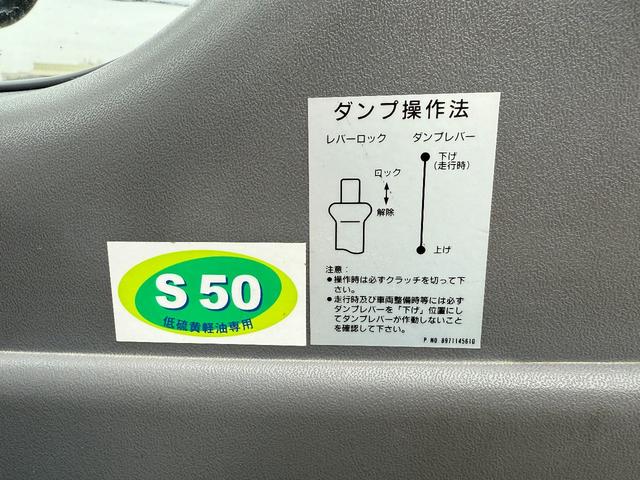 ダンプ操作法
レバーロック
ダンプレバー
ロック
解除
下げ
(走行時)
上げ
注意:
●操作時は必ずクラッチを切って下
さい。
●走行時及び車両整備時等には必ず
ダンプレバーを「下げ」位置にし
てダンプレバーが作動しないこと
を確認して下さい。
P.NO 8971145610
S 50
低硫黄軽油専用